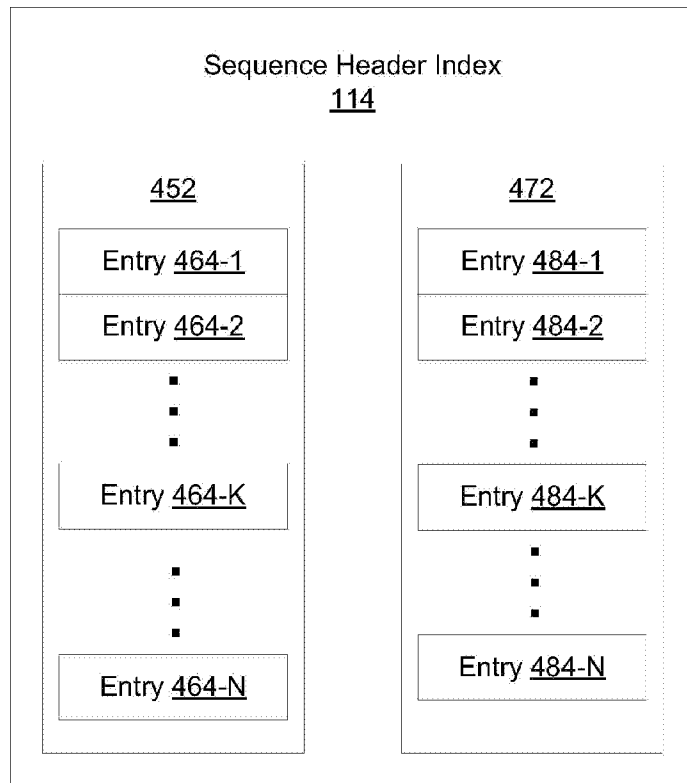 Sequence Header Index
114
452
Entry 464-1
Entry 464-2
Entry 464-K
Entry 464-N
472
Entry 484-1
Entry 484-2
Entry 484-K
Entry 484-N